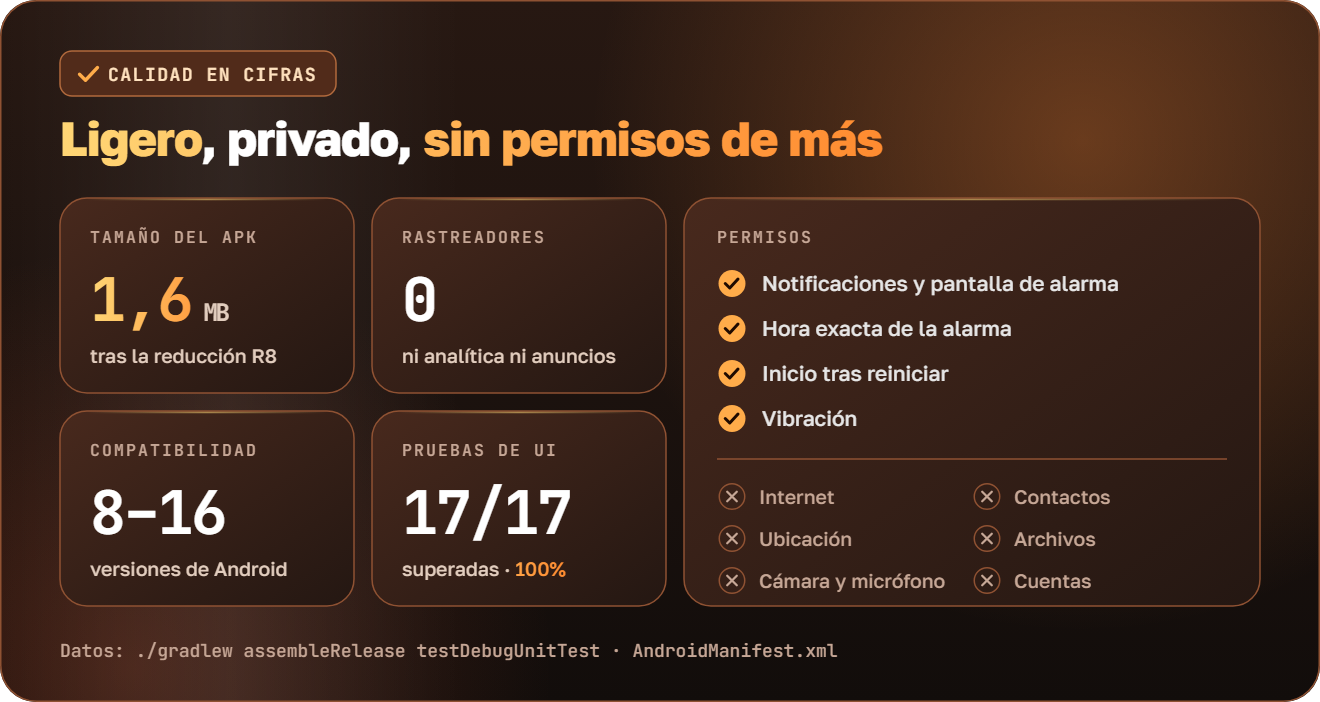 CALIDAD EN CIFRAS
Ligero, privado, sin permisos de más
TAMAÑO DEL APK
1,6 MB
tras la reducción R8
RASTREADORES
0
ni analítica ni anuncios
COMPATIBILIDAD
8–16
versiones de Android
PRUEBAS DE UI
17/17
superadas · 100%
PERMISOS
Notificaciones y pantalla de alarma
Hora exacta de la alarma
Inicio tras reiniciar
Vibración
Internet
Contactos
Ubicación
Archivos
Cámara y micrófono
Cuentas
Datos: ./gradlew assembleRelease testDebugUnitTest · AndroidManifest.xml